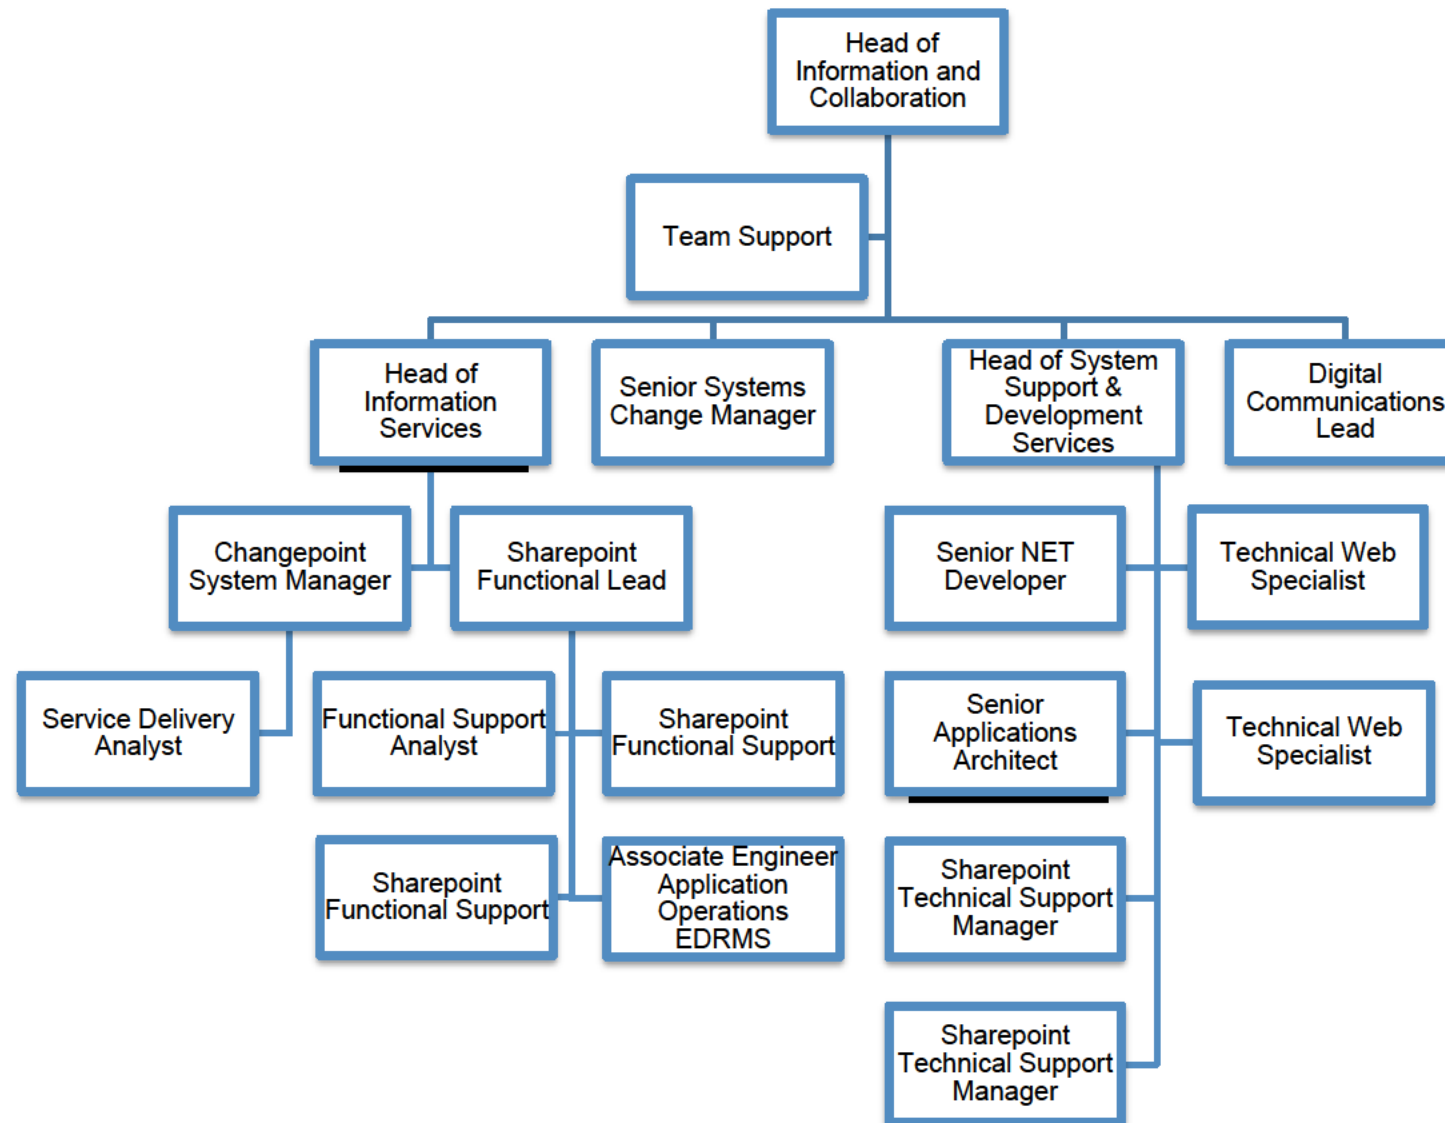 Head of
Information and
Collaboration
Team Support
Head of
Information
Services
Senior Systems
Change Manager
Head of System
Support &
Development
Services
Digital
Communications
Lead
Changepoint
System Manager
Sharepoint
Functional Lead
Senior NET
Developer
Technical Web
Specialist
Service Delivery
Analyst
Functional Support
Analyst
Sharepoint
Functional Support
Senior
Applications
Architect
Technical Web
Specialist
Sharepoint
Functional Support
Associate Engineer
Application
Operations
EDRMS
Sharepoint
Technical Support
Manager
Sharepoint
Technical Support
Manager